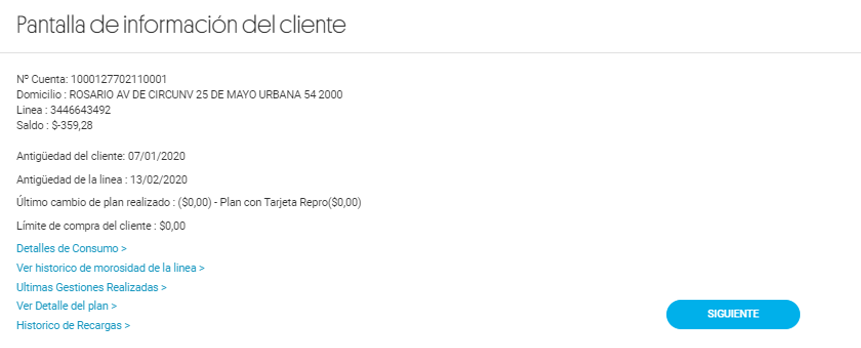 Pantalla de información del cliente
Nº Cuenta: 1000127702110001
Domicilio : ROSARIO AV DE CIRCUNV 25 DE MAYO URBANA 54 2000
Linea : 3446643492
Saldo : $-359,28
Antigüedad del cliente: 07/01/2020
Antigüedad de la linea : 13/02/2020
Último cambio de plan realizado : ($0,00) - Plan con Tarjeta Repro($0,00)
Límite de compra del cliente : $0,00
Detalles de Consumo >
Ver historico de morosidad de la linea >
Ultimas Gestiones Realizadas >
Ver Detalle del plan >
Historico de Recargas >
SIGUIENTE